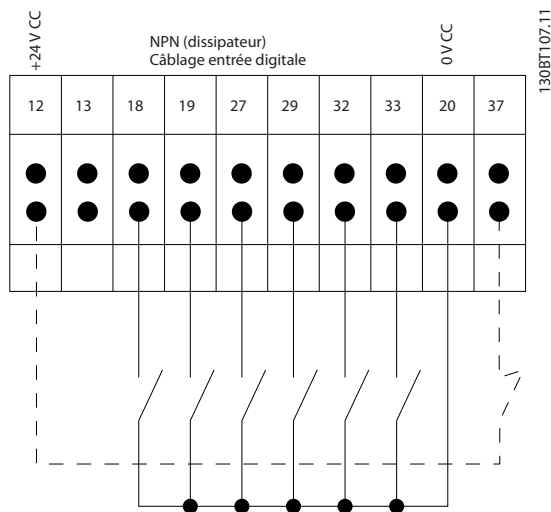 +24 V CC
NPN (dissipateur)
Câblage entrée digitale
0 V CC
130BT107.11
12 13 18 19 27 29 32 33 20 37